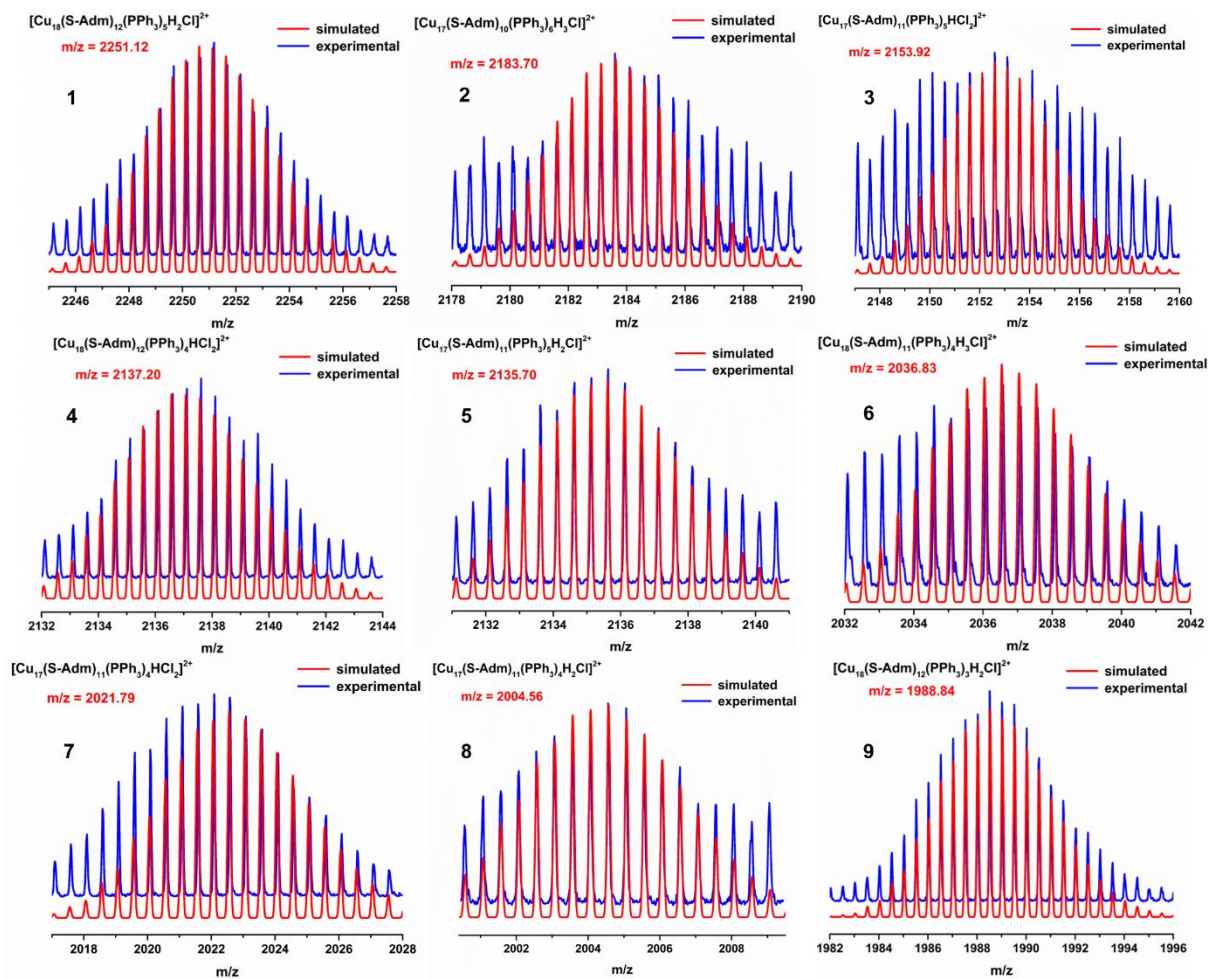 [Cu₁₈(S-Adm)₁₂(PPh₃)₅H₂Cl]²⁺
m/z = 2251.12
simulated
experimental
1
2246 2248 2250 2252 2254 2256 2258
m/z
[Cu₁₇(S-Adm)₁₀(PPh₃)₆H₃Cl]²⁺
m/z = 2183.70
simulated
experimental
2
2178 2180 2182 2184 2186 2188 2190
m/z
[Cu₁₇(S-Adm)₁₁(PPh₃)₅HCl₂]²⁺
m/z = 2153.92
simulated
experimental
3
2148 2150 2152 2154 2156 2158 2160
m/z
[Cu₁₈(S-Adm)₁₂(PPh₃)₄HCl₂]²⁺
m/z = 2137.20
simulated
experimental
4
2132 2134 2136 2138 2140 2142 2144
m/z
[Cu₁₇(S-Adm)₁₁(PPh₃)₅H₂Cl]²⁺
m/z = 2135.70
simulated
experimental
5
2132 2134 2136 2138 2140
m/z
[Cu₁₈(S-Adm)₁₁(PPh₃)₄H₃Cl]²⁺
m/z = 2036.83
simulated
experimental
6
2032 2034 2036 2038 2040 2042
m/z
[Cu₁₇(S-Adm)₁₁(PPh₃)₄HCl₂]²⁺
m/z = 2021.79
simulated
experimental
7
2018 2020 2022 2024 2026 2028
m/z
[Cu₁₇(S-Adm)₁₁(PPh₃)₄H₂Cl]²⁺
m/z = 2004.56
simulated
experimental
8
2002 2004 2006 2008
m/z
[Cu₁₈(S-Adm)₁₂(PPh₃)₃H₂Cl]²⁺
m/z = 1988.84
simulated
experimental
9
1982 1984 1986 1988 1990 1992 1994 1996
m/z